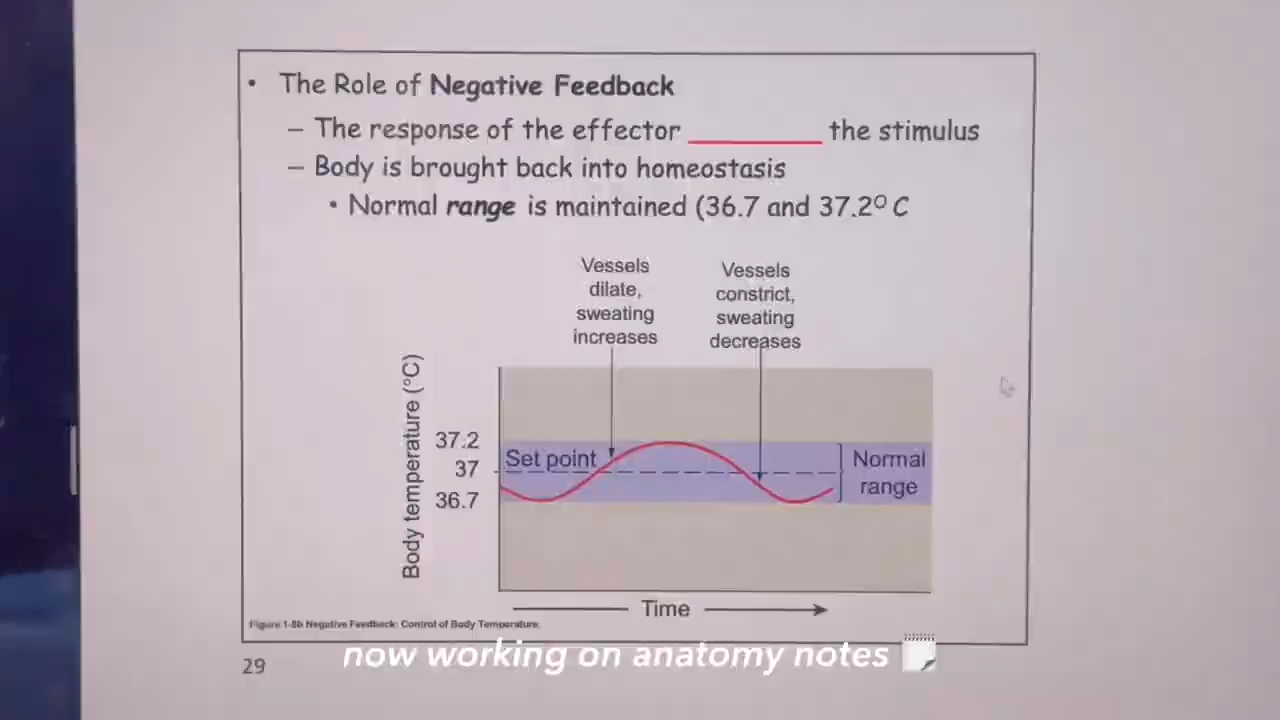 • The Role of Negative Feedback
– The response of the effector ________ the stimulus
– Body is brought back into homeostasis
• Normal range is maintained (36.7 and 37.2° C
Vessels
dilate,
sweating
increases
Vessels
constrict,
sweating
decreases
Body temperature (°C)
37.2
37
36.7
Set point
Normal
range
Time
Figure 1-8b Negative Feedback: Control of Body Temperature.
29
now working on anatomy notes